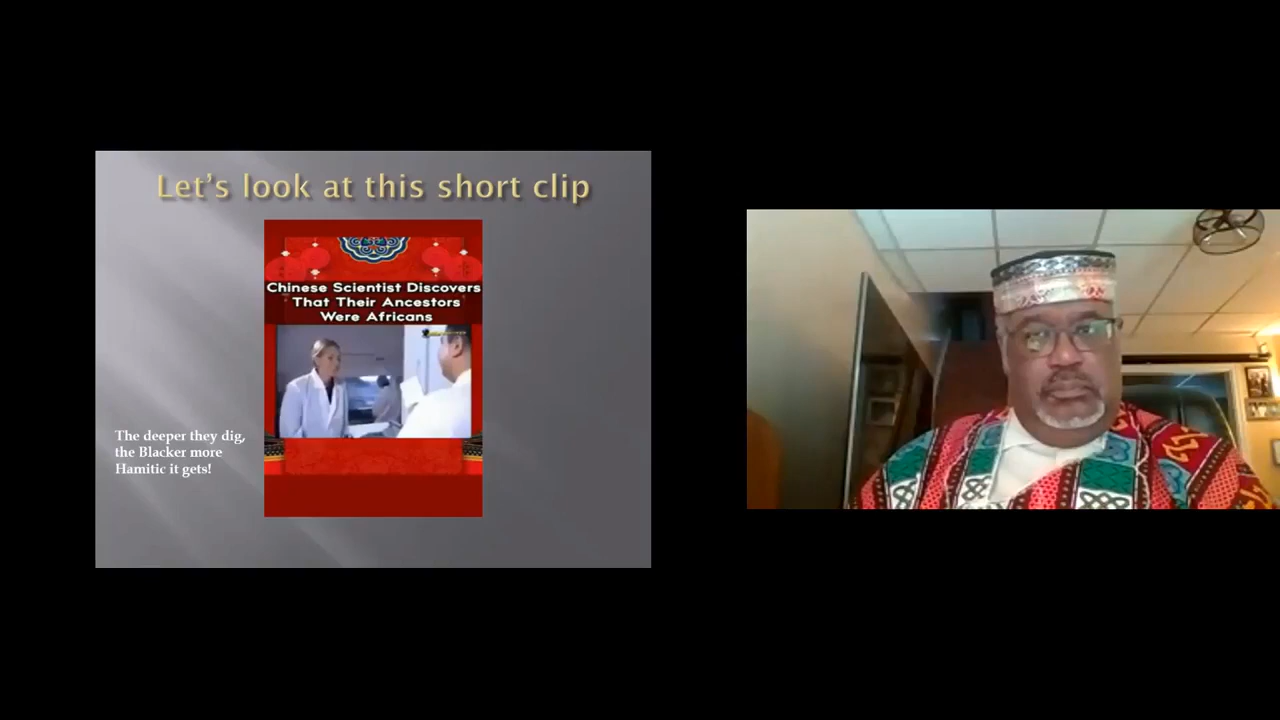 Let's look at this short clip
Chinese Scientist Discovers
That Their Ancestors
Were Africans
The deeper they dig,
the Blacker more
Hamitic it gets!